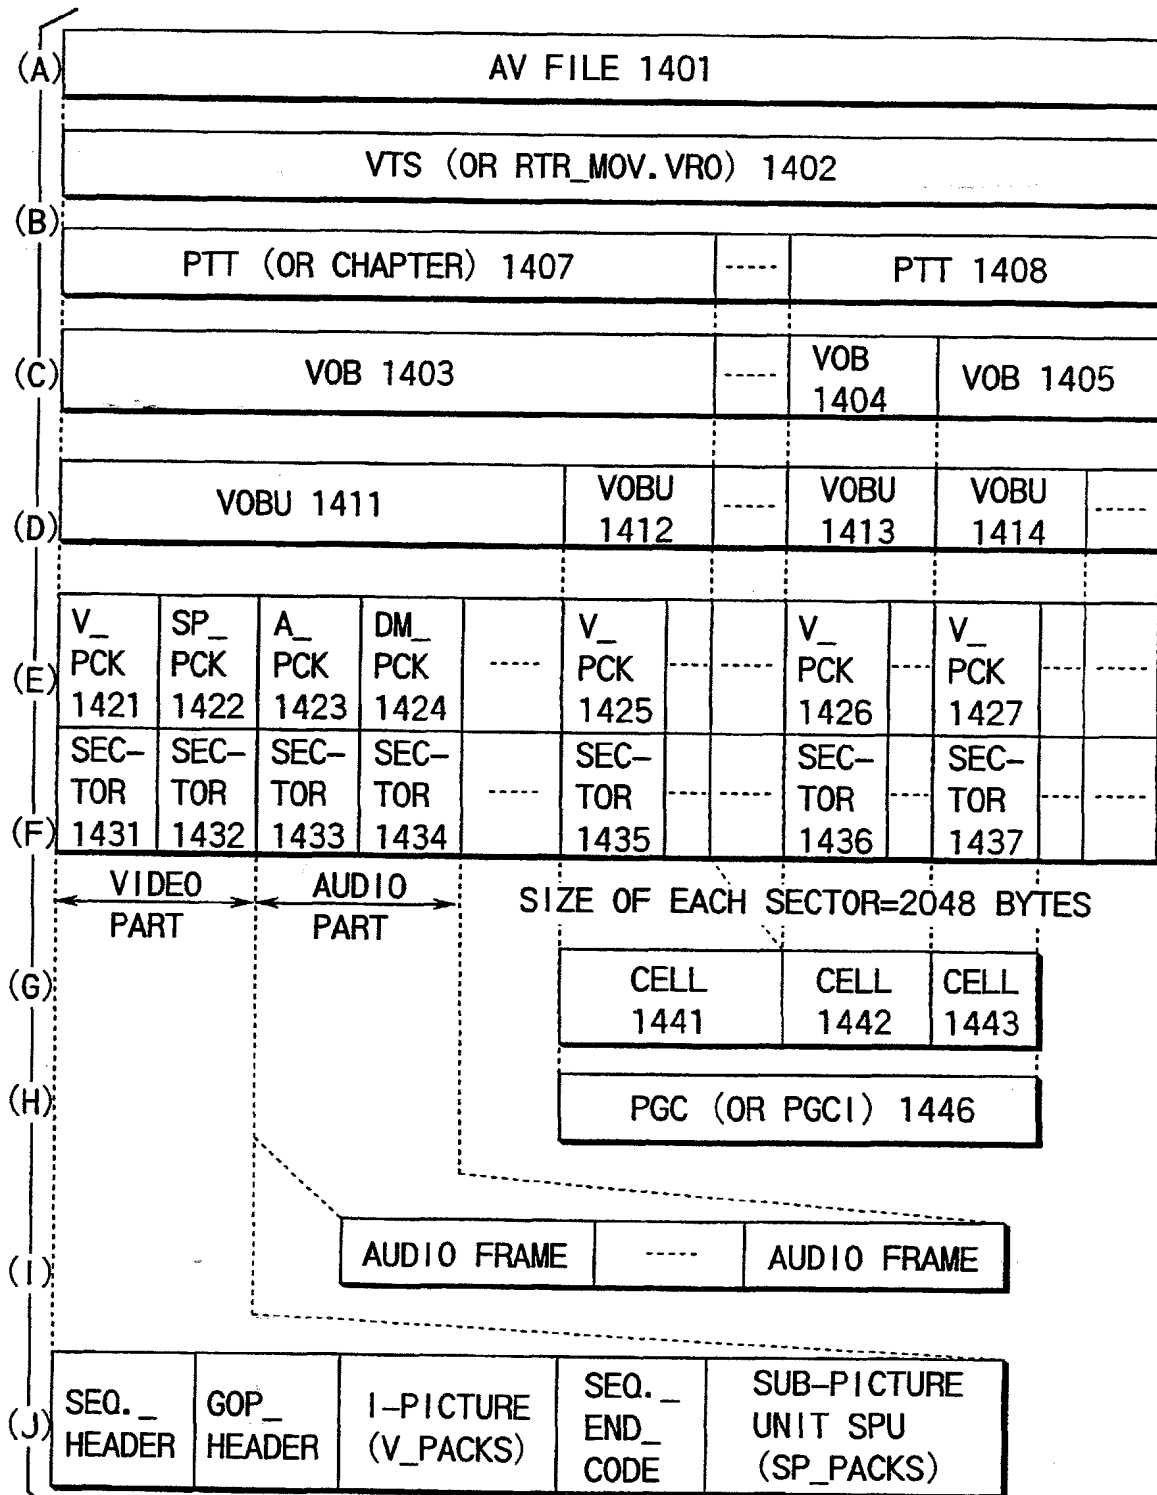 (A)
AV FILE 1401
VTS (OR RTR_MOV.VRO) 1402
(B)
PTT (OR CHAPTER) 1407 ----- PTT 1408
(C)
VOB 1403 ----- VOB 1404 VOB 1405
(D)
VOBU 1411 VOBU 1412 ----- VOBU 1413 VOBU 1414 -----
(E)
V_ PCK 1421 SP_ PCK 1422 A_ PCK 1423 DM_ PCK 1424 ----- V_ PCK 1425 ---- ---- V_ PCK 1426 ---- V_ PCK 1427 ---- ----
(F)
SEC- TOR 1431 SEC- TOR 1432 SEC- TOR 1433 SEC- TOR 1434 ----- SEC- TOR 1435 ---- ---- SEC- TOR 1436 ---- SEC- TOR 1437 ---- ----
VIDEO PART
AUDIO PART
SIZE OF EACH SECTOR=2048 BYTES
(G)
CELL 1441 CELL 1442 CELL 1443
(H)
PGC (OR PGCI) 1446
(I)
AUDIO FRAME ----- AUDIO FRAME
(J)
SEQ._ HEADER
GOP_ HEADER
I-PICTURE (V_PACKS)
SEQ._ END_ CODE
SUB-PICTURE UNIT SPU (SP_PACKS)